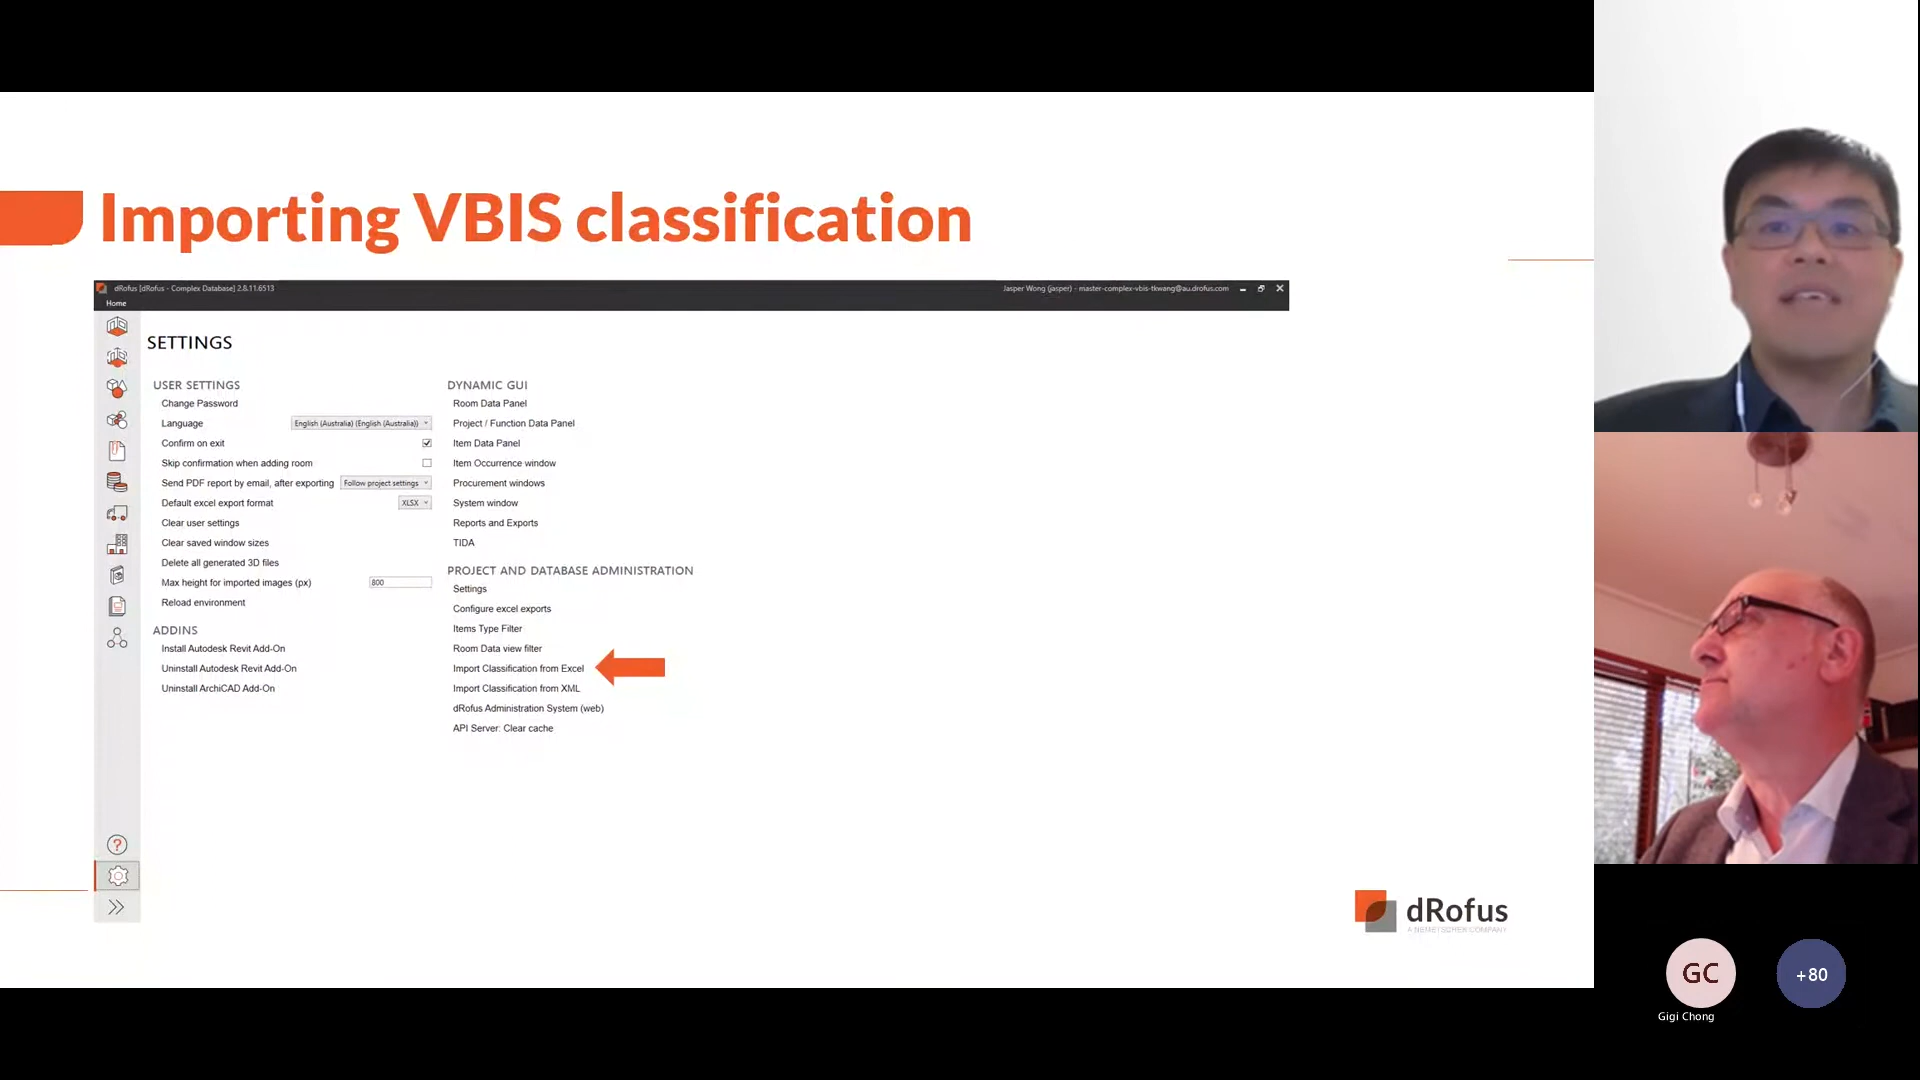 Importing VBIS classification
dRofus [dRofus - Complex Database] 2.8.11.6513
Jasper Wong (jasper) - master-complex-vbis-tkwang@au.drofus.com
Home
SETTINGS
USER SETTINGS
Change Password
Language
English (Australia) (English (Australia))
Confirm on exit
Skip confirmation when adding room
Send PDF report by email, after exporting
Follow project settings
Default excel export format
XLSX
Clear user settings
Clear saved window sizes
Delete all generated 3D files
Max height for imported images (px)
800
Reload environment
ADDINS
Install Autodesk Revit Add-On
Uninstall Autodesk Revit Add-On
Uninstall ArchiCAD Add-On
DYNAMIC GUI
Room Data Panel
Project / Function Data Panel
Item Data Panel
Item Occurrence window
Procurement windows
System window
Reports and Exports
TIDA
PROJECT AND DATABASE ADMINISTRATION
Settings
Configure excel exports
Items Type Filter
Room Data view filter
Import Classification from Excel
Import Classification from XML
dRofus Administration System (web)
API Server: Clear cache
dRofus
A NEMETSCHEK COMPANY
GC
+80
Gigi Chong